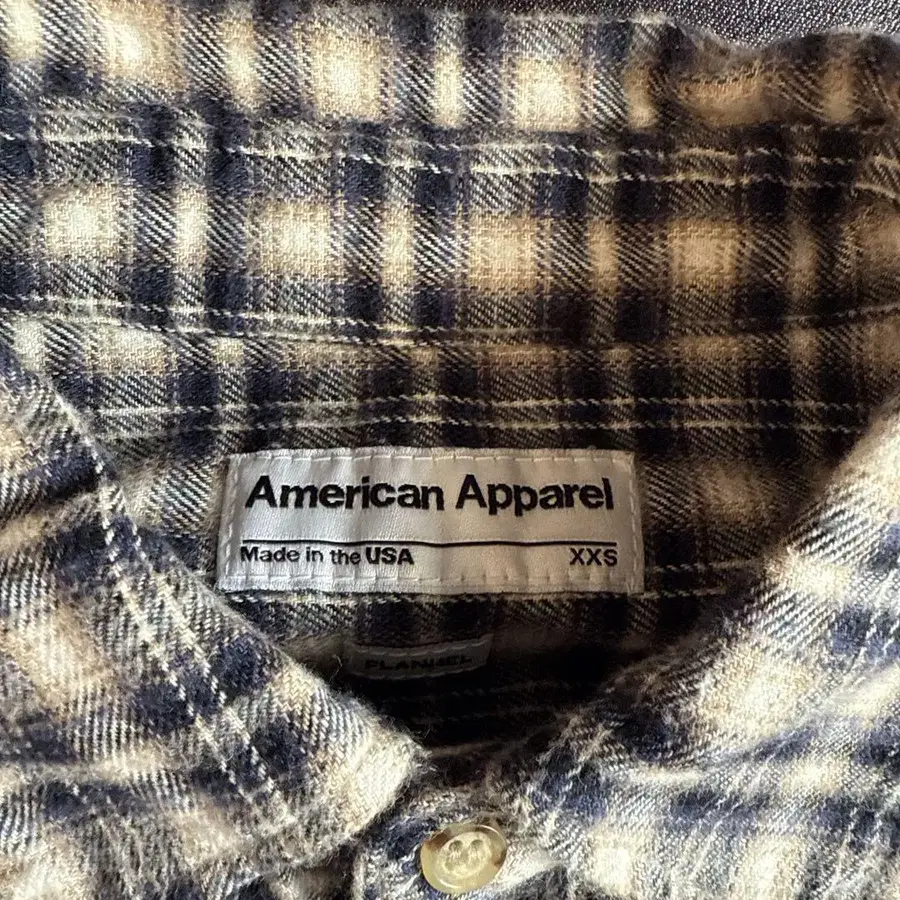 American Apparel
Made in the USA XXS
FLANNEL